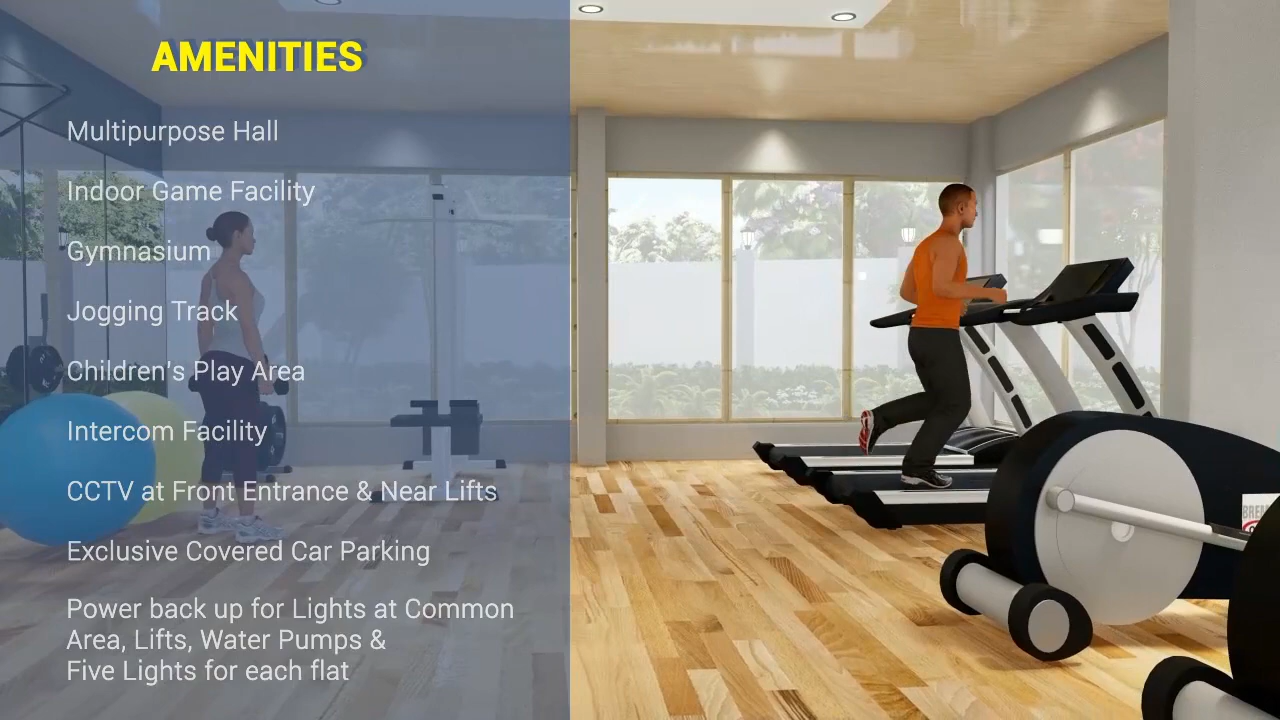 AMENITIES
Multipurpose Hall
Indoor Game Facility
Gymnasium
Jogging Track
Children's Play Area
Intercom Facility
CCTV at Front Entrance & Near Lifts
Exclusive Covered Car Parking
Power back up for Lights at Common
Area, Lifts, Water Pumps &
Five Lights for each flat